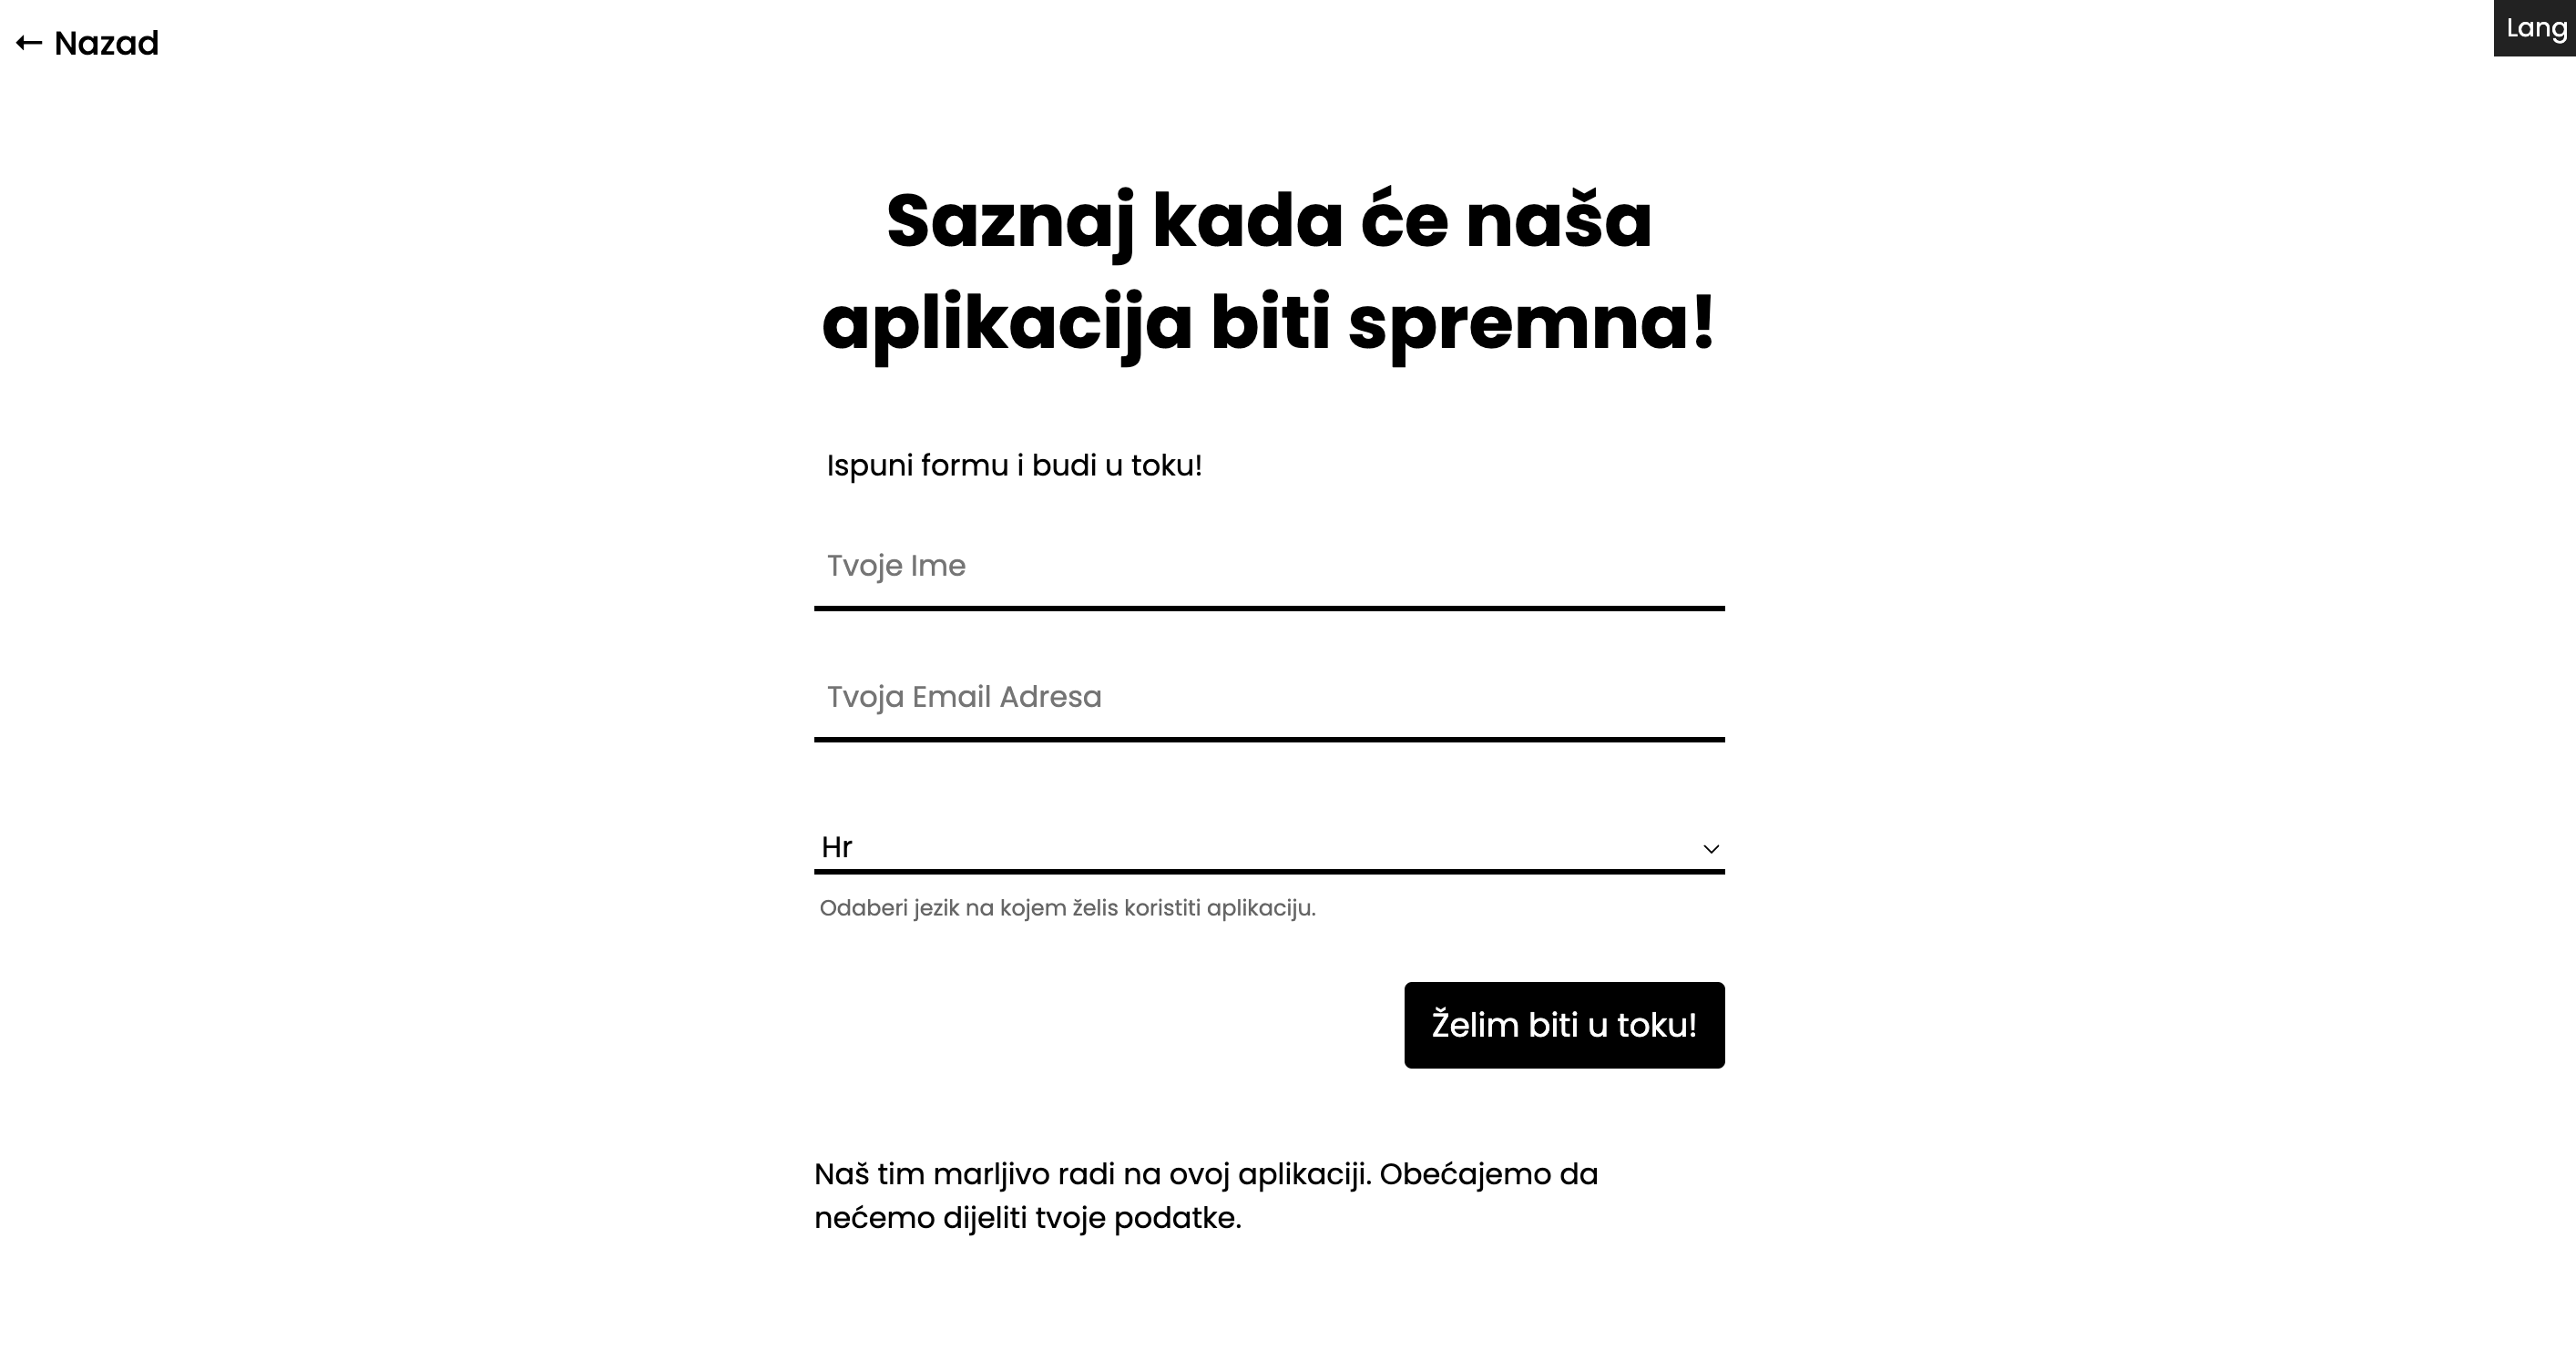 ← Nazad
Lang
Saznaj kada će naša
aplikacija biti spremna!
Ispuni formu i budi u toku!
Tvoje Ime
Tvoja Email Adresa
Hr
Odaberi jezik na kojem želis koristiti aplikaciju.
Želim biti u toku!
Naš tim marljivo radi na ovoj aplikaciji. Obećajemo da
nećemo dijeliti tvoje podatke.